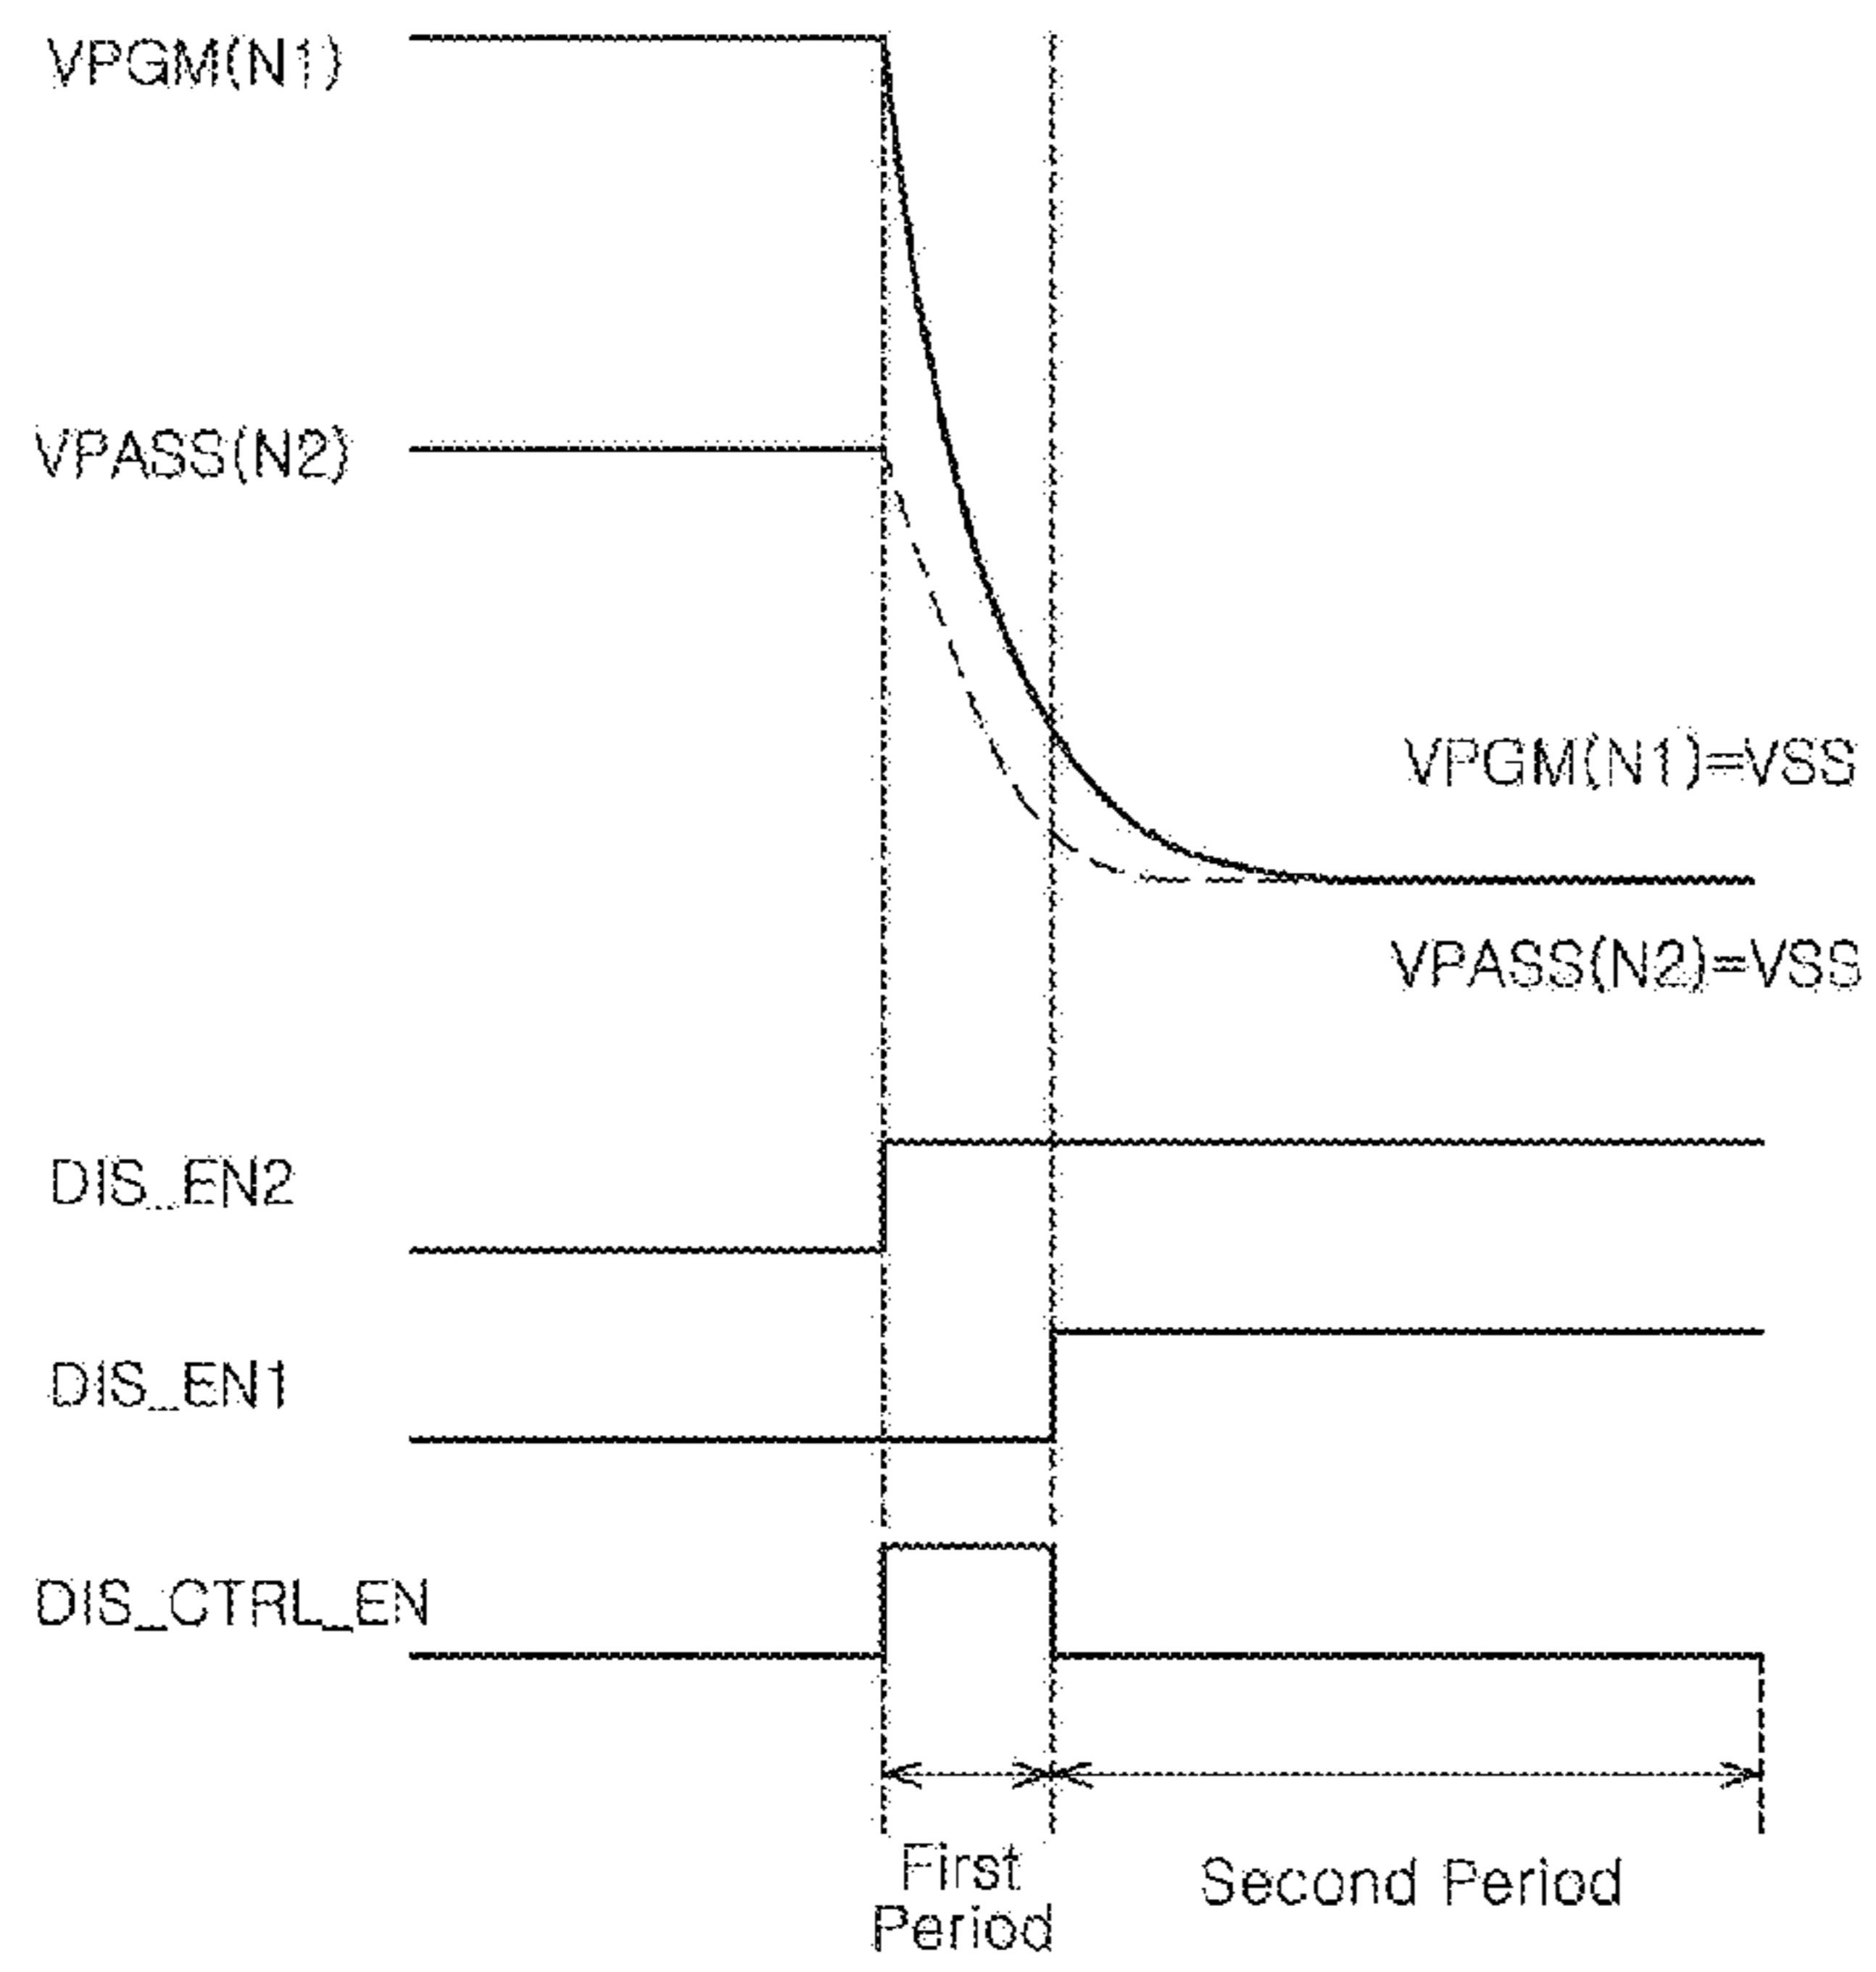 VPGM(N1)
VPASS(N2)
VPGM(N1)=VSS
VPASS(N2)=VSS
DIS_EN2
DIS_EN1
DIS_CTRL_EN
First
Period
Second Period